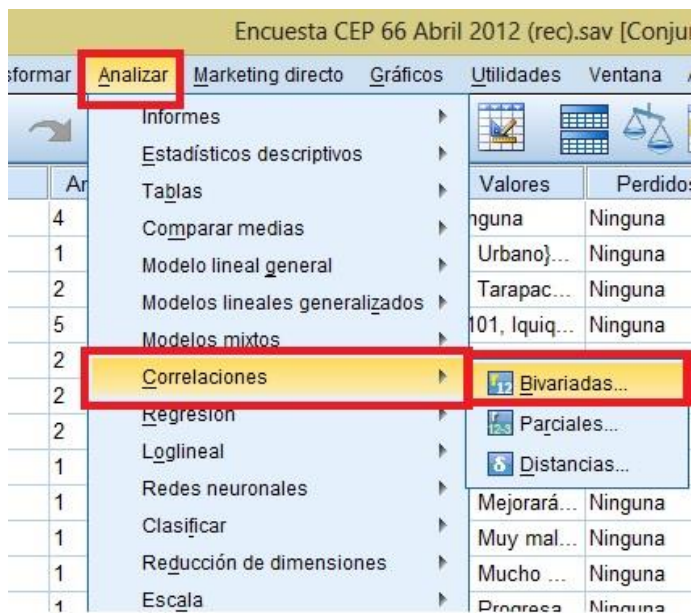 Encuesta CEP 66 Abril 2012 (rec).sav [Conju
sformar Analizar Marketing directo Gráficos Utilidades Ventana
Informes
Estadísticos descriptivos
Ar Tablas Valores Perdidos
4 Comparar medias nguna Ninguna
1 Modelo lineal general Urbano}... Ninguna
2 Modelos lineales generalizados Tarapac... Ninguna
5 Modelos mixtos 101, Iquiq... Ninguna
2 Correlaciones Bivariadas...
2 Regresión Parciales...
2 Loglineal Distancias...
1 Redes neuronales Mejorará... Ninguna
1 Clasificar Muy mal... Ninguna
1 Reducción de dimensiones Mucho ... Ninguna
1 Escala Progresa Ninguna